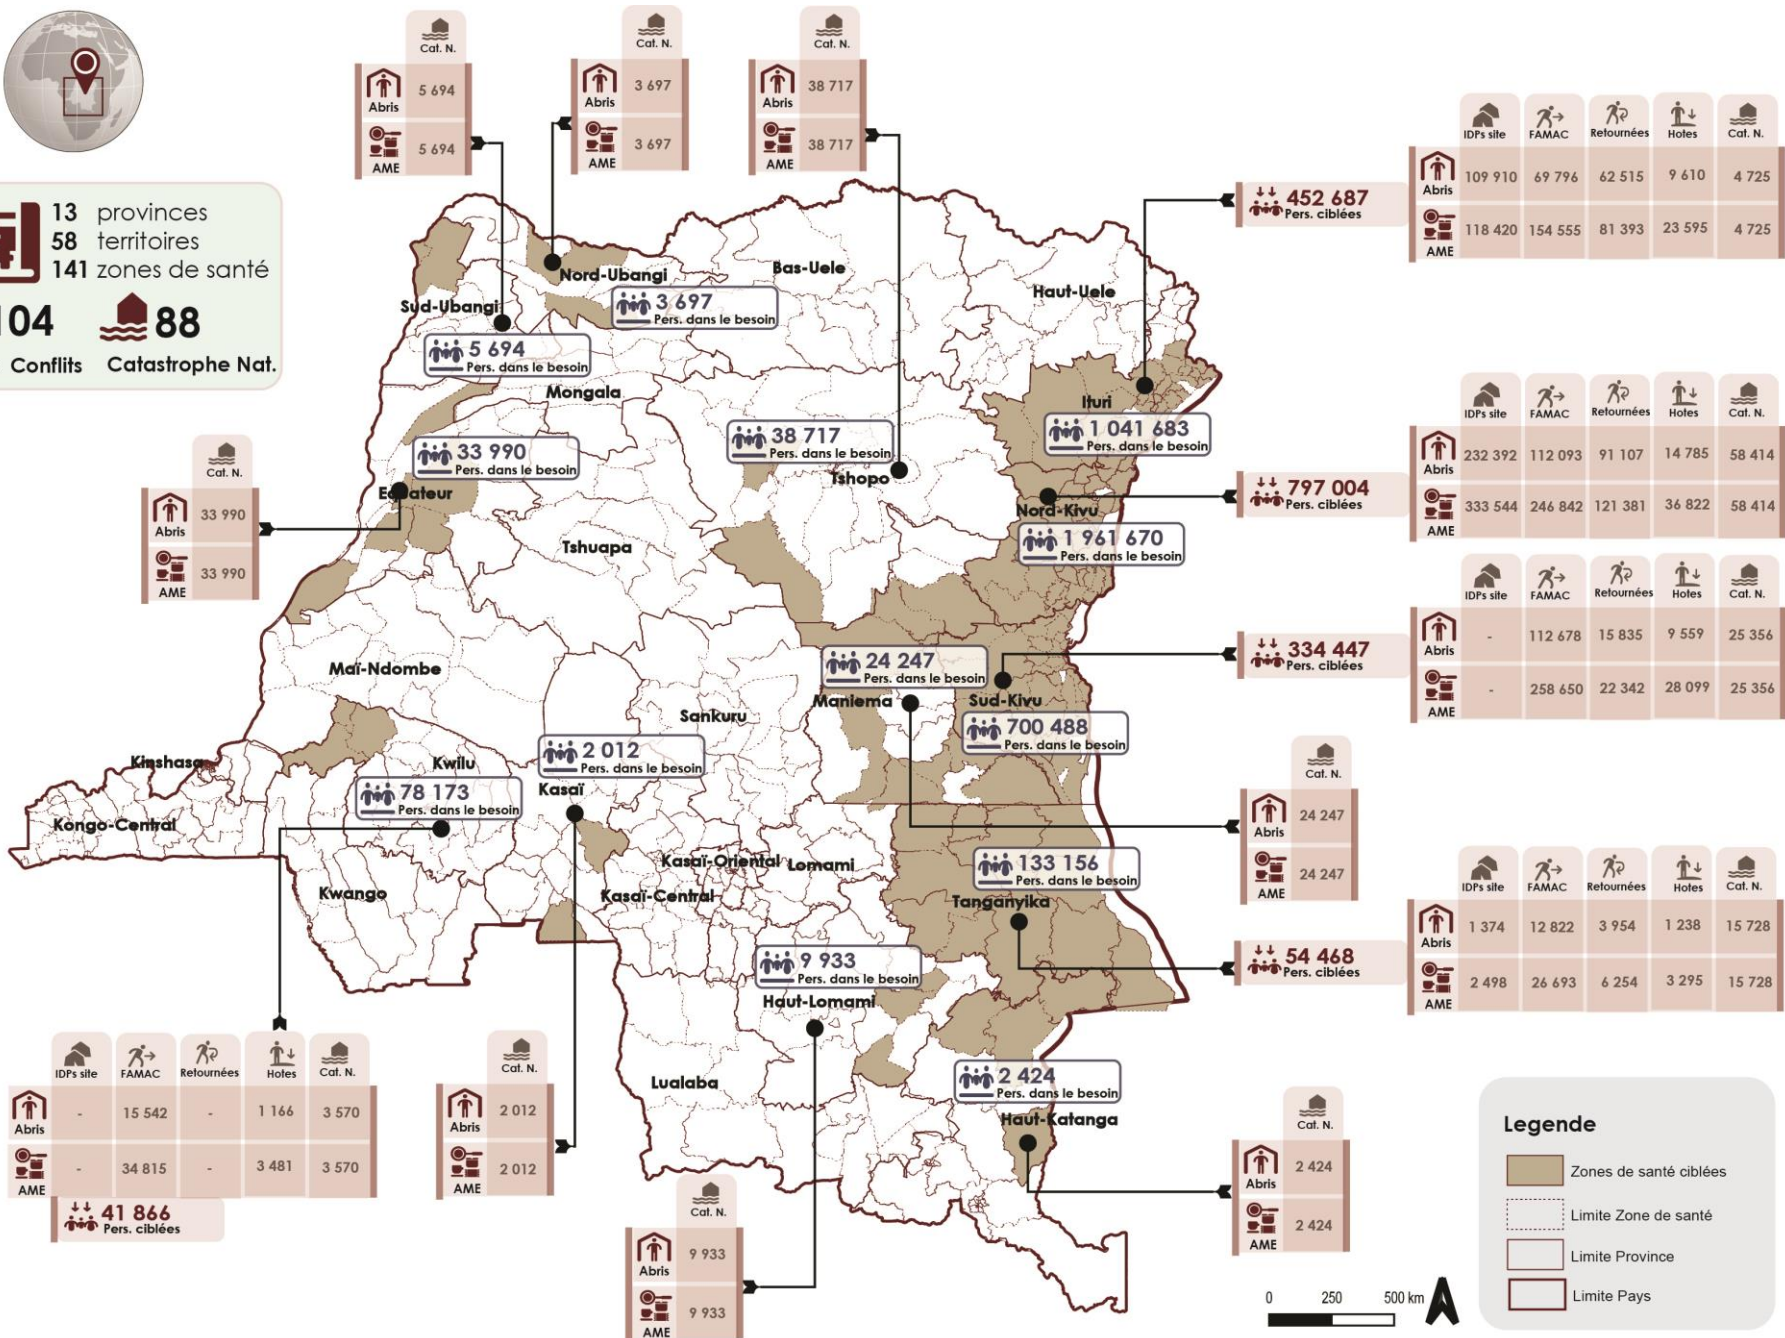 Cat. N.
Abris 5 694
AME 5 694
Cat. N.
Abris 3 697
AME 3 697
Cat. N.
Abris 38 717
AME 38 717
13 provinces
58 territoires
141 zones de santé
04 88
Conflits Catastrophe Nat.
IDPs site FAMAC Retournées Hotes Cat. N.
Abris 109 910 69 796 62 515 9 610 4 725
AME 118 420 154 555 81 393 23 595 4 725
452 687
Pers. ciblées
Nord-Ubangi
3 697
Pers. dans le besoin
Bas-Uele
Haut-Uele
Sud-Ubangi
5 694
Pers. dans le besoin
Mongala
Ituri
1 041 683
Pers. dans le besoin
IDPs site FAMAC Retournées Hotes Cat. N.
Abris 232 392 112 093 91 107 14 785 58 414
AME 333 544 246 842 121 381 36 822 58 414
797 004
Pers. ciblées
33 990
Pers. dans le besoin
Equateur
38 717
Pers. dans le besoin
Tshopo
Cat. N.
Abris 33 990
AME 33 990
Nord-Kivu
1 961 670
Pers. dans le besoin
Tshuapa
IDPs site FAMAC Retournées Hotes Cat. N.
Abris - 112 678 15 835 9 559 25 356
AME - 258 650 22 342 28 099 25 356
334 447
Pers. ciblées
Maï-Ndombe
24 247
Pers. dans le besoin
Maniema
Sud-Kivu
700 488
Pers. dans le besoin
Sankuru
Kinshasa
Kwilu
78 173
Pers. dans le besoin
2 012
Pers. dans le besoin
Kasaï
Kongo-Central
Cat. N.
Abris 24 247
AME 24 247
Kasaï-Oriental
Lomami
Kasaï-Central
Kwango
133 156
Pers. dans le besoin
Tanganyika
IDPs site FAMAC Retournées Hotes Cat. N.
Abris 1 374 12 822 3 954 1 238 15 728
AME 2 498 26 693 6 254 3 295 15 728
54 468
Pers. ciblées
9 933
Pers. dans le besoin
Haut-Lomami
IDPs site FAMAC Retournées Hotes Cat. N.
Abris - 15 542 - 1 166 3 570
AME - 34 815 - 3 481 3 570
41 866
Pers. ciblées
Cat. N.
Abris 2 012
AME 2 012
Lualaba
2 424
Pers. dans le besoin
Haut-Katanga
Cat. N.
Abris 2 424
AME 2 424
Cat. N.
Abris 9 933
AME 9 933
0 250 500 km
Legende
Zones de santé ciblées
Limite Zone de santé
Limite Province
Limite Pays